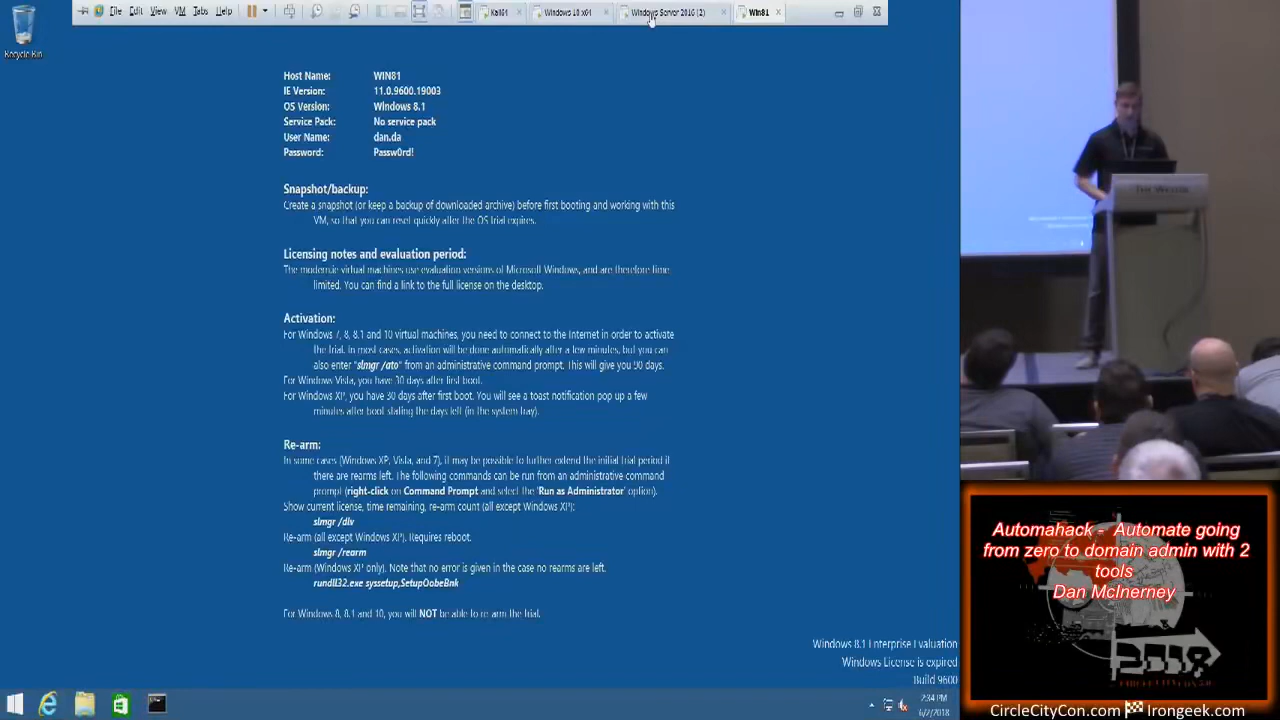 File Edit View VM Tabs Help
Kali64
Windows 10 x64
Windows Server 2016 (2)
Win81
Recycle Bin
Host Name: WIN81
IE Version: 11.0.9600.19003
OS Version: Windows 8.1
Service Pack: No service pack
User Name: dan.da
Password: Passw0rd!
Snapshot/backup:
Create a snapshot (or keep a backup of downloaded archive) before first booting and working with this
VM, so that you can reset quickly after the OS trial expires.
Licensing notes and evaluation period:
The modern.ie virtual machines use evaluation versions of Microsoft Windows, and are therefore time
limited. You can find a link to the full license on the desktop.
Activation:
For Windows 7, 8, 8.1 and 10 virtual machines, you need to connect to the Internet in order to activate
the trial. In most cases, activation will be done automatically after a few minutes, but you can
also enter "slmgr /ato" from an administrative command prompt. This will give you 90 days.
For Windows Vista, you have 30 days after first boot.
For Windows XP, you have 30 days after first boot. You will see a toast notification pop up a few
minutes after boot stating the days left (in the system tray).
Re-arm:
In some cases (Windows XP, Vista, and 7), it may be possible to further extend the initial trial period if
there are rearms left. The following commands can be run from an administrative command
prompt (right-click on Command Prompt and select the 'Run as Administrator' option).
Show current license, time remaining, re-arm count (all except Windows XP):
slmgr /dlv
Re-arm (all except Windows XP). Requires reboot.
slmgr /rearm
Re-arm (Windows XP only). Note that no error is given in the case no rearms are left.
rundll32.exe syssetup,SetupOobeBnk
For Windows 8, 8.1 and 10, you will NOT be able to re-arm the trial.
Windows 8.1 Enterprise Evaluation
Windows License is expired
Build 9600
2:34 PM
6/2/2018
Automahack - Automate going
from zero to domain admin with 2
tools
Dan McInerney
2018
CircleCityCon.com Irongeek.com